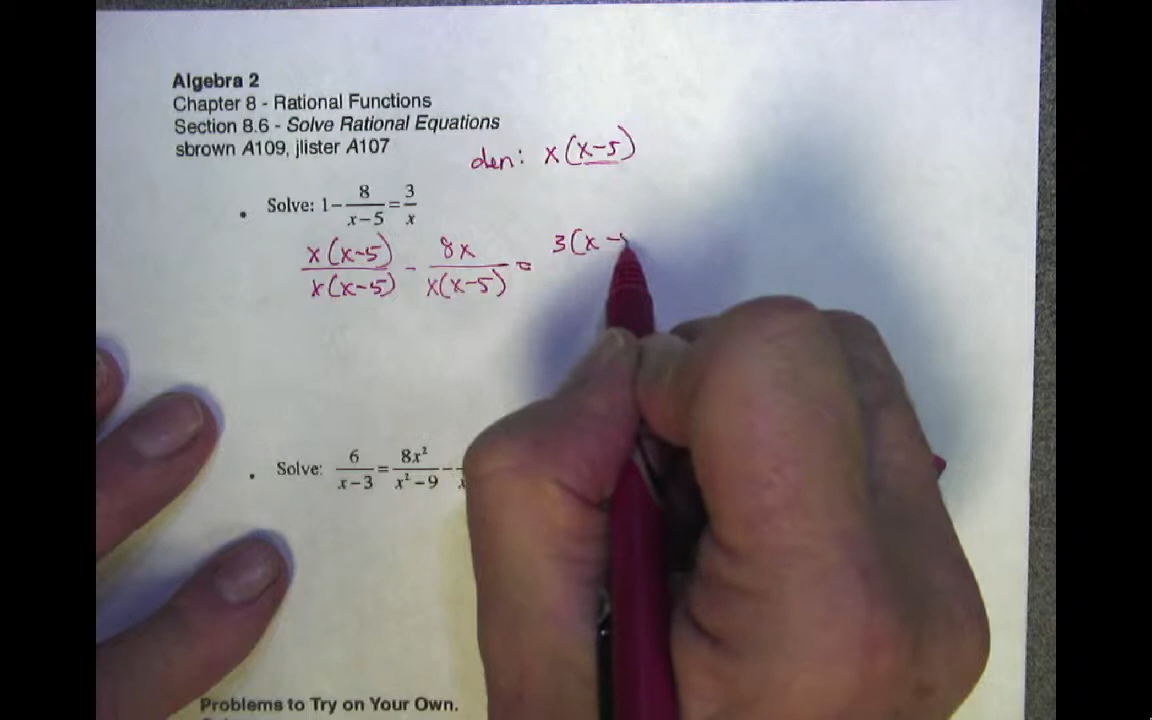 Algebra 2
Chapter 8 - Rational Functions
Section 8.6 - Solve Rational Equations
sbrown A109, jlister A107
den: x(x-5)
• Solve: 1 - 8/(x-5) = 3/x
x(x-5)/x(x-5) - 8x/x(x-5) = 3(x -
• Solve: 6/(x-3) = 8x²/(x²-9) -
Problems to Try on Your Own.